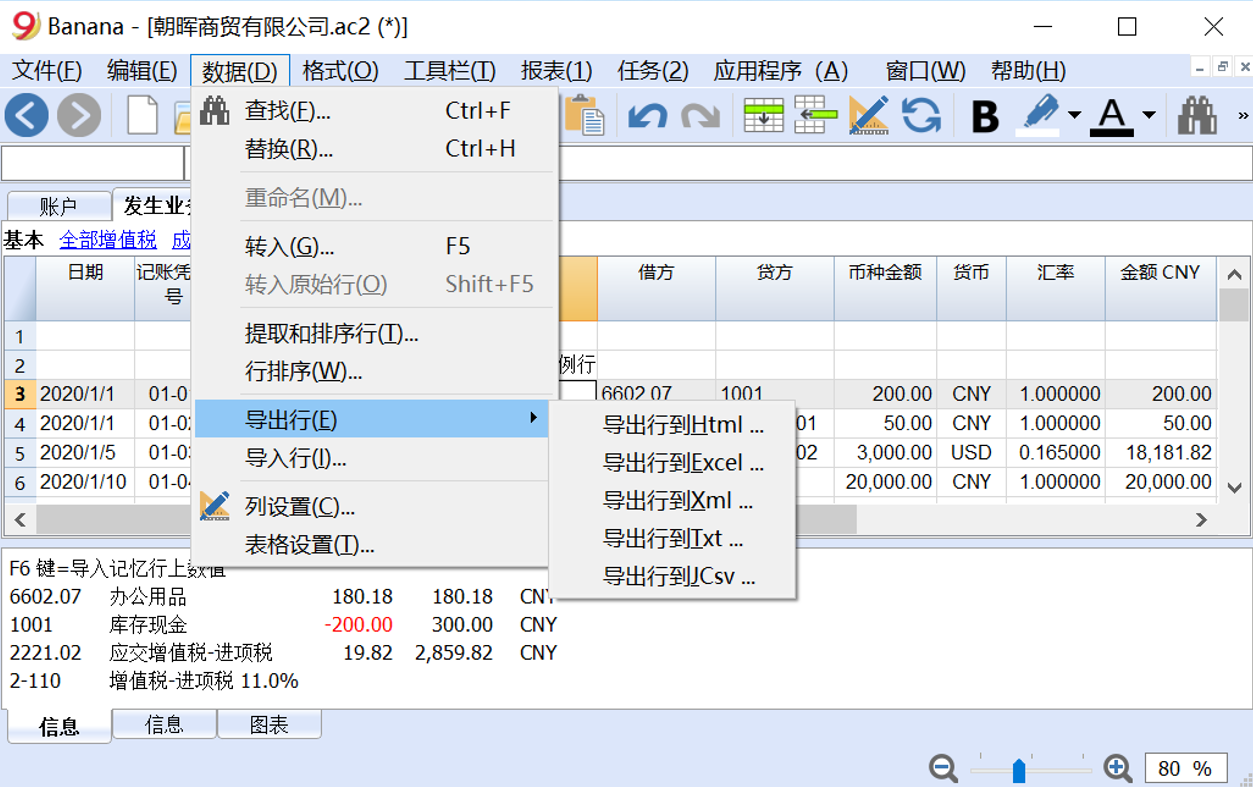 Banana - [朝晖商贸有限公司.ac2 (*)]
文件(F) 编辑(E) 数据(D) 格式(O) 工具栏(T) 报表(1) 任务(2) 应用程序 (A) 窗口(W) 帮助(H)
查找(F)... Ctrl+F
替换(R)... Ctrl+H
重命名(M)...
转入(G)... F5
转入原始行(O) Shift+F5
提取和排序行(T)...
行排序(W)...
导出行(E)
导入行(I)...
列设置(C)...
表格设置(T)...
导出行到Html ...
导出行到Excel ...
导出行到Xml ...
导出行到Txt ...
导出行到JCsv ...
B A »
账户 发生业
基本 全部增值税 成
日期 记账凭 借方 贷方 币种金额 货币 汇率 金额 CNY
号
1
2 例行
3 2020/1/1 01-0 6602.07 1001 200.00 CNY 1.000000 200.00
4 2020/1/1 01-02 01 50.00 CNY 1.000000 50.00
5 2020/1/5 01-03 02 3,000.00 USD 0.165000 18,181.82
6 2020/1/10 01-04 20,000.00 CNY 1.000000 20,000.00
F6 键=导入记忆行上数值
6602.07 办公用品 180.18 180.18 CNY
1001 库存现金 -200.00 300.00 CNY
2221.02 应交增值税-进项税 19.82 2,859.82 CNY
2-110 增值税-进项税 11.0%
信息 信息 图表
80 %